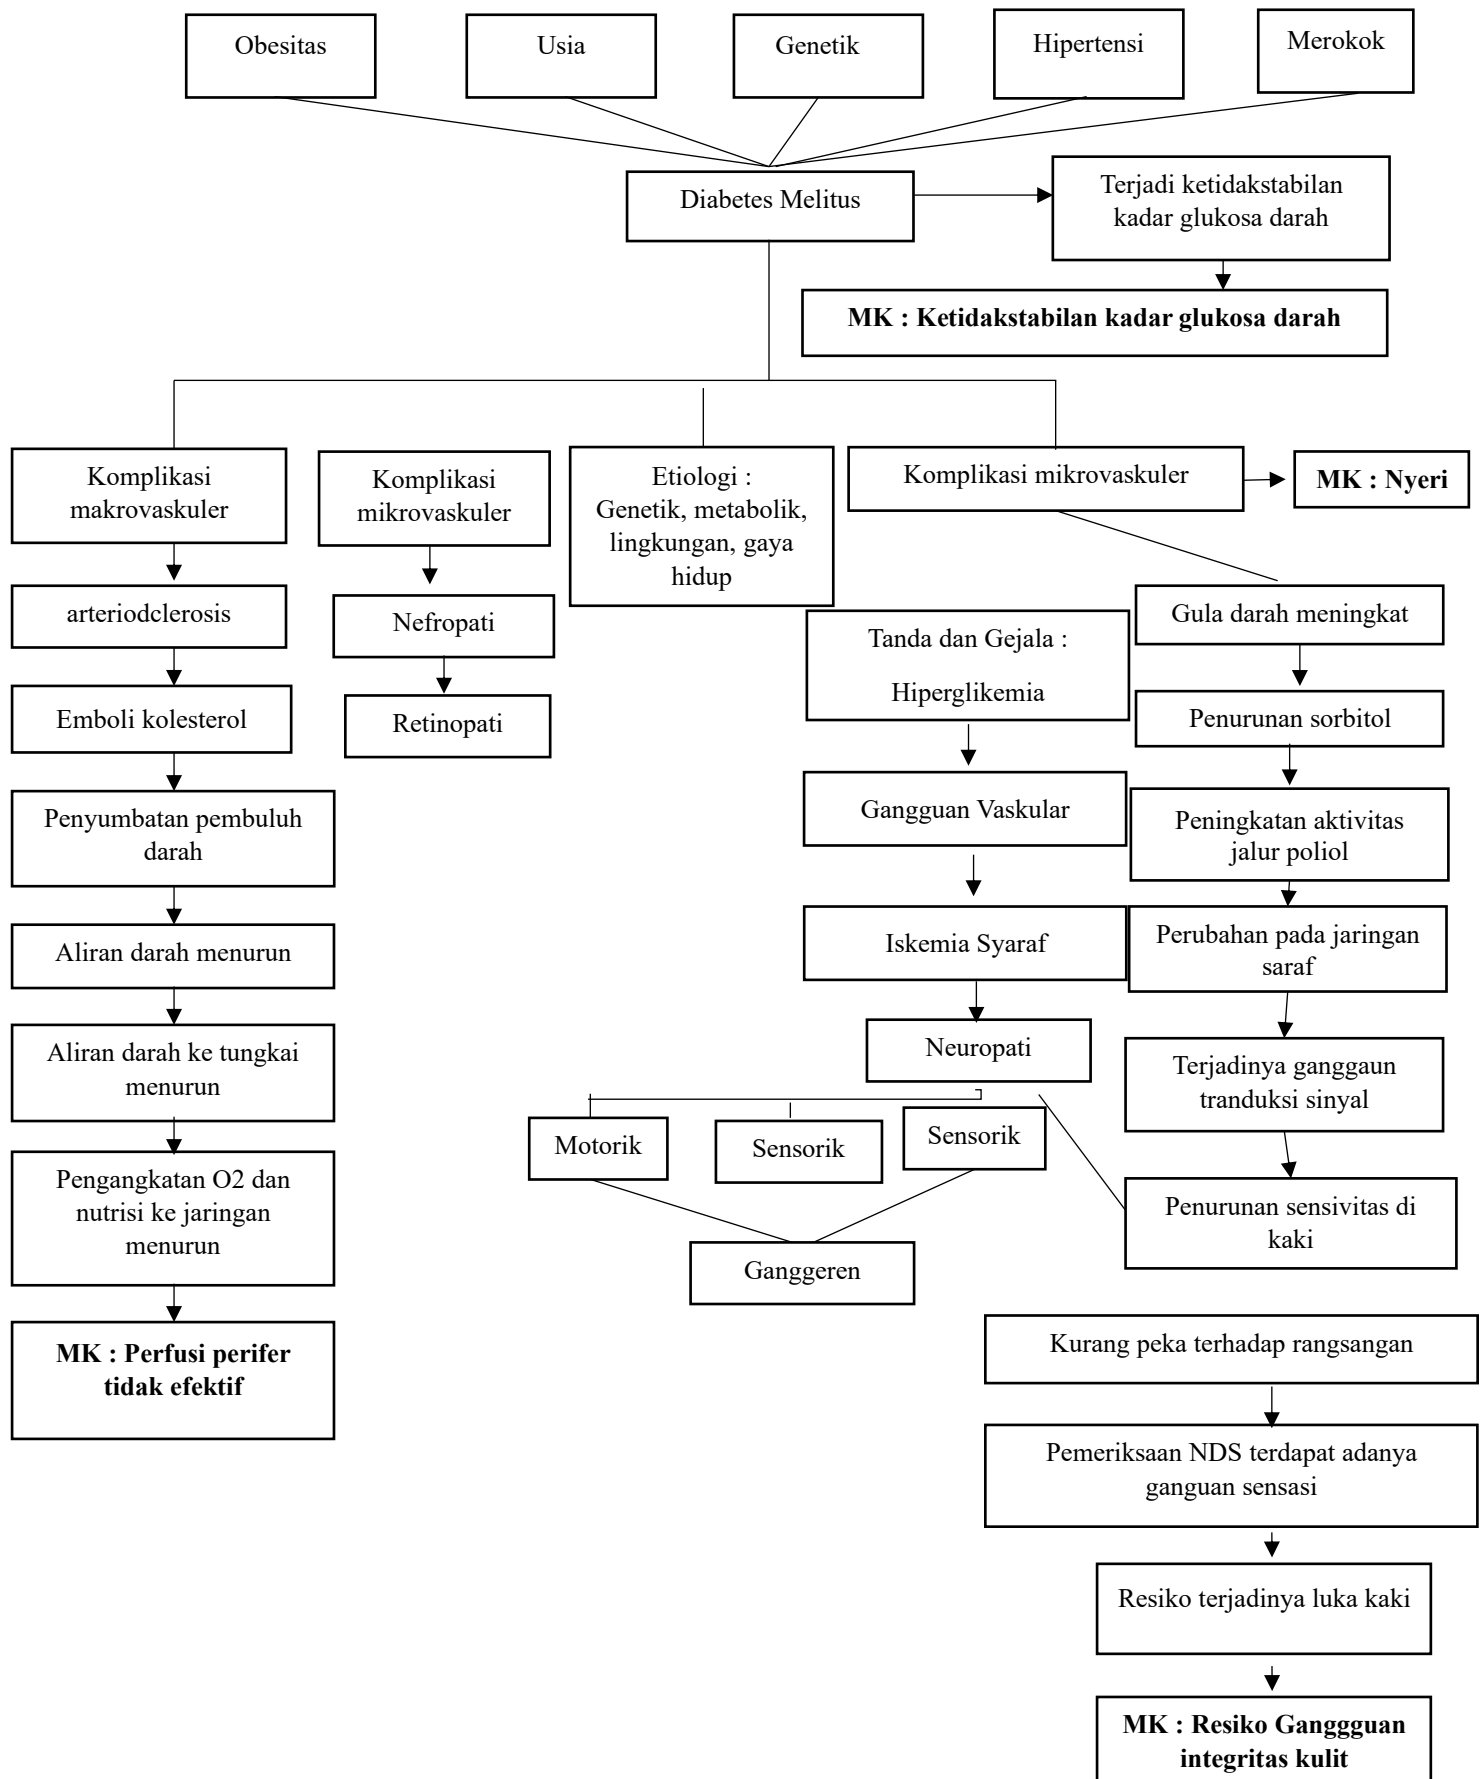 Obesitas
Usia
Genetik
Hipertensi
Merokok
Diabetes Melitus
Terjadi ketidakstabilan
kadar glukosa darah
MK : Ketidakstabilan kadar glukosa darah
Komplikasi
makrovaskuler
Komplikasi
mikrovaskuler
Etiologi :
Genetik, metabolik,
lingkungan, gaya
hidup
Komplikasi mikrovaskuler
MK : Nyeri
arteriodclerosis
Emboli kolesterol
Penyumbatan pembuluh
darah
Aliran darah menurun
Aliran darah ke tungkai
menurun
Pengangkatan O2 dan
nutrisi ke jaringan
menurun
MK : Perfusi perifer
tidak efektif
Nefropati
Retinopati
Tanda dan Gejala :
Hiperglikemia
Gangguan Vaskular
Iskemia Syaraf
Neuropati
Motorik
Sensorik
Sensorik
Ganggeren
Gula darah meningkat
Penurunan sorbitol
Peningkatan aktivitas
jalur poliol
Perubahan pada jaringan
saraf
Terjadinya ganggaun
tranduksi sinyal
Penurunan sensivitas di
kaki
Kurang peka terhadap rangsangan
Pemeriksaan NDS terdapat adanya
ganguan sensasi
Resiko terjadinya luka kaki
MK : Resiko Ganggguan
integritas kulit